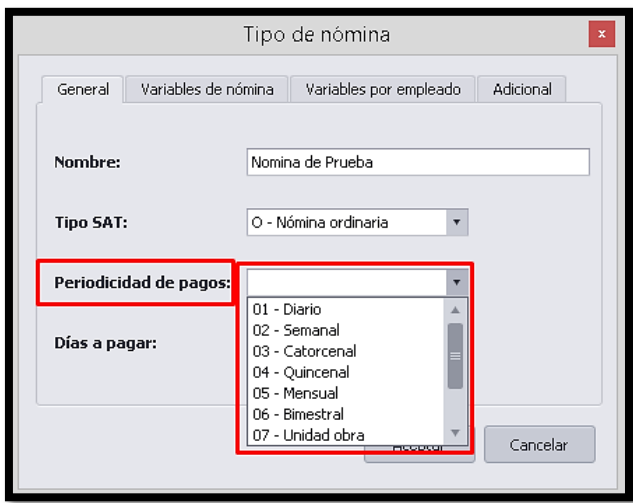 Tipo de nómina
x
General Variables de nómina Variables por empleado Adicional
Nombre: Nomina de Prueba
Tipo SAT: O - Nómina ordinaria
Periodicidad de pagos:
01 - Diario
02 - Semanal
Días a pagar: 03 - Catorcenal
04 - Quincenal
05 - Mensual
06 - Bimestral
07 - Unidad obra
Aceptar Cancelar